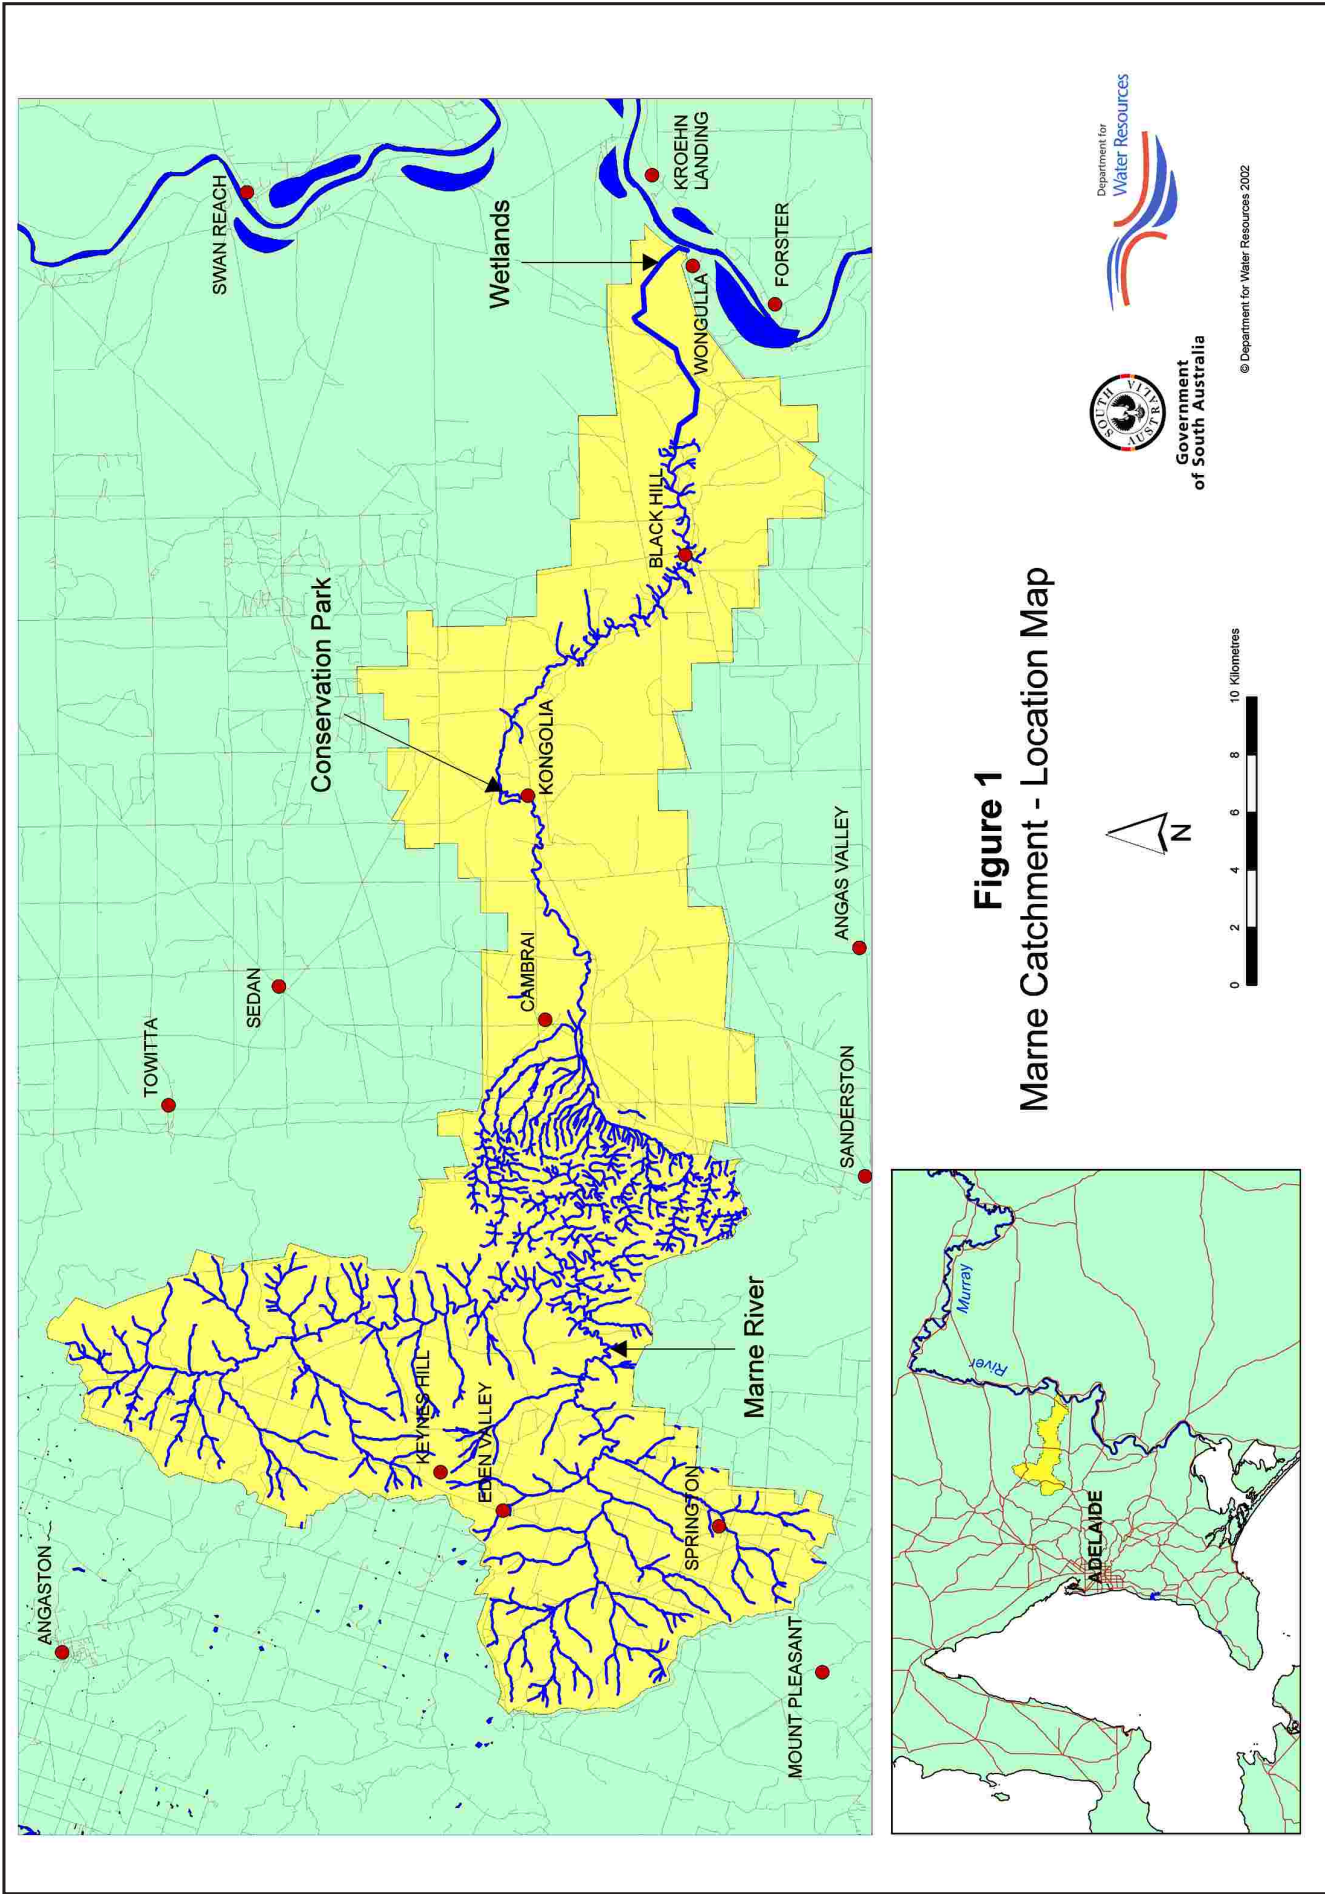 ANGASTON
TOWITTA
SEDAN
SWAN REACH
Conservation Park
Wetlands
KEYNES HILL
EDEN VALLEY
CAMBRAI
KONGOLIA
BLACK HILL
KROEHN
LANDING
WONGULLA
FORSTER
SPRINGTON
Marne River
MOUNT PLEASANT
SANDERSTON
ANGAS VALLEY
River
Murray
ADELAIDE
Figure 1
Marne Catchment - Location Map
N
0 2 4 6 8 10 Kilometres
SOUTH
AUSTRALIA
Government
of South Australia
Department for
Water Resources
© Department for Water Resources 2002